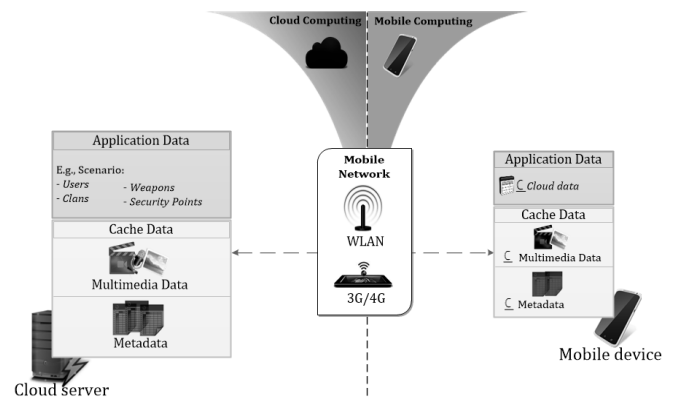 Cloud Computing
Mobile Computing
Application Data
E.g., Scenario:
- Users
- Clans
- Weapons
- Security Points
Cache Data
Multimedia Data
Metadata
Cloud server
Mobile
Network
WLAN
3G/4G
Application Data
⊆ Cloud data
Cache Data
⊆ Multimedia Data
⊆ Metadata
Mobile device